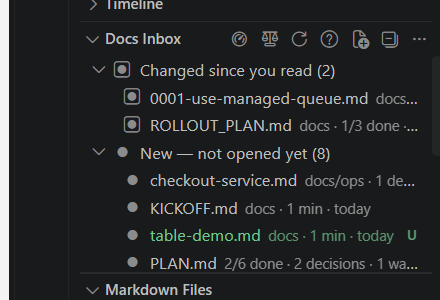 Timeline
Docs Inbox
Changed since you read (2)
0001-use-managed-queue.md docs...
ROLLOUT_PLAN.md docs · 1/3 done ·...
New — not opened yet (8)
checkout-service.md docs/ops · 1 de...
KICKOFF.md docs · 1 min · today
table-demo.md docs · 1 min · today U
PLAN.md 2/6 done · 2 decisions · 1 wa...
Markdown Files